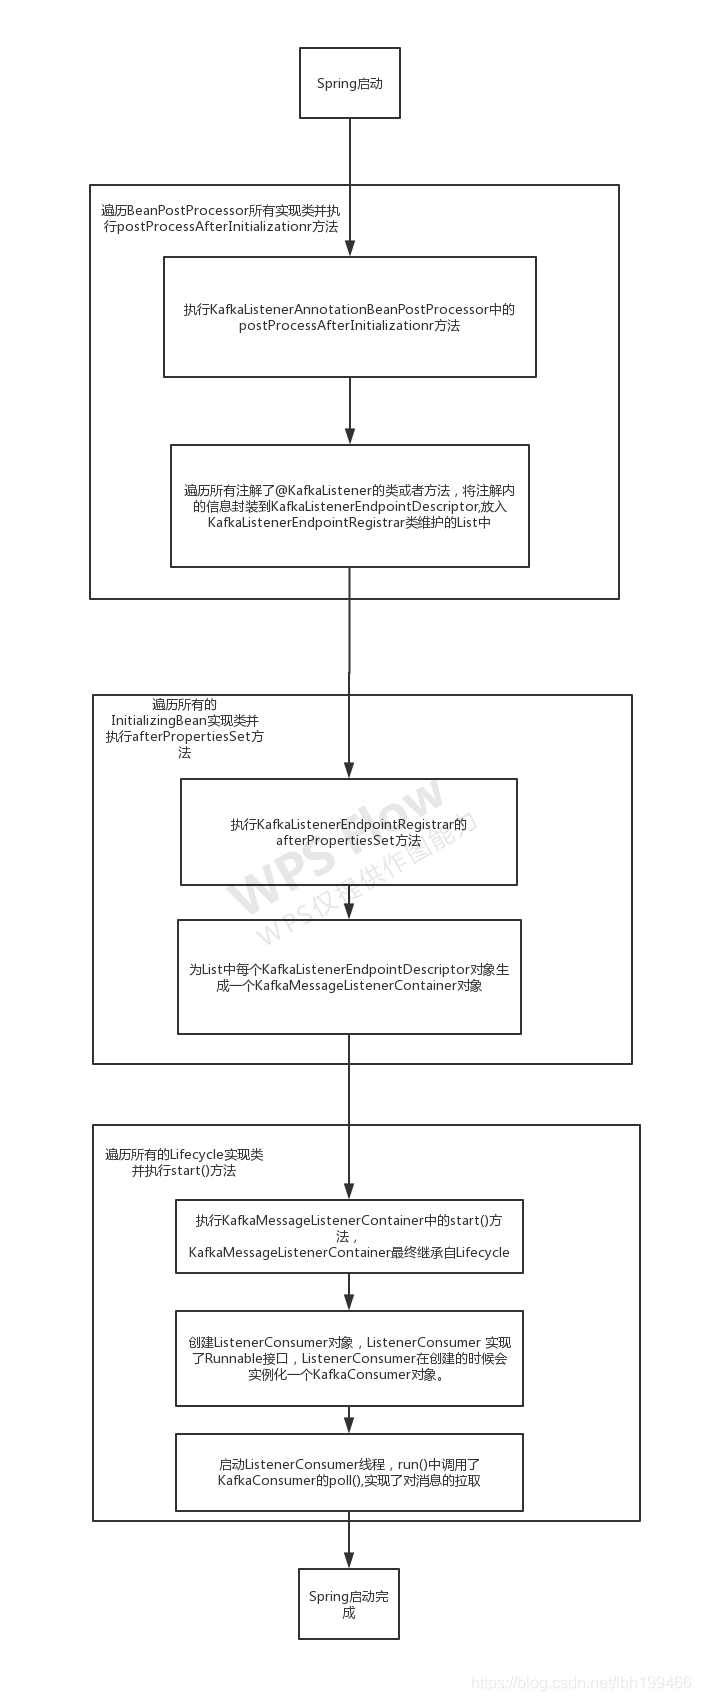 Spring启动
遍历BeanPostProcessor所有实现类并执
行postProcessAfterInitializationr方法
执行KafkaListenerAnnotationBeanPostProcessor中的
postProcessAfterInitializationr方法
遍历所有注解了@KafkaListener的类或者方法，将注解内
的信息封装到KafkaListenerEndpointDescriptor,放入
KafkaListenerEndpointRegistrar类维护的List中
遍历所有的
InitializingBean实现类并
执行afterPropertiesSet方
法
执行KafkaListenerEndpointRegistrar的
afterPropertiesSet方法
WPS Flow
WPS仅提供作图能力
为List中每个KafkaListenerEndpointDescriptor对象生
成一个KafkaMessageListenerContainer对象
遍历所有的Lifecycle实现类
并执行start()方法
执行KafkaMessageListenerContainer中的start()方
法，
KafkaMessageListenerContainer最终继承自Lifecycle
创建ListenerConsumer对象，ListenerConsumer 实现
了Runnable接口，ListenerConsumer在创建的时候会
实例化一个KafkaConsumer对象。
启动ListenerConsumer线程，run()中调用了
KafkaConsumer的poll(),实现了对消息的拉取
Spring启动完
成
https://blog.csdn.net/lbh199466